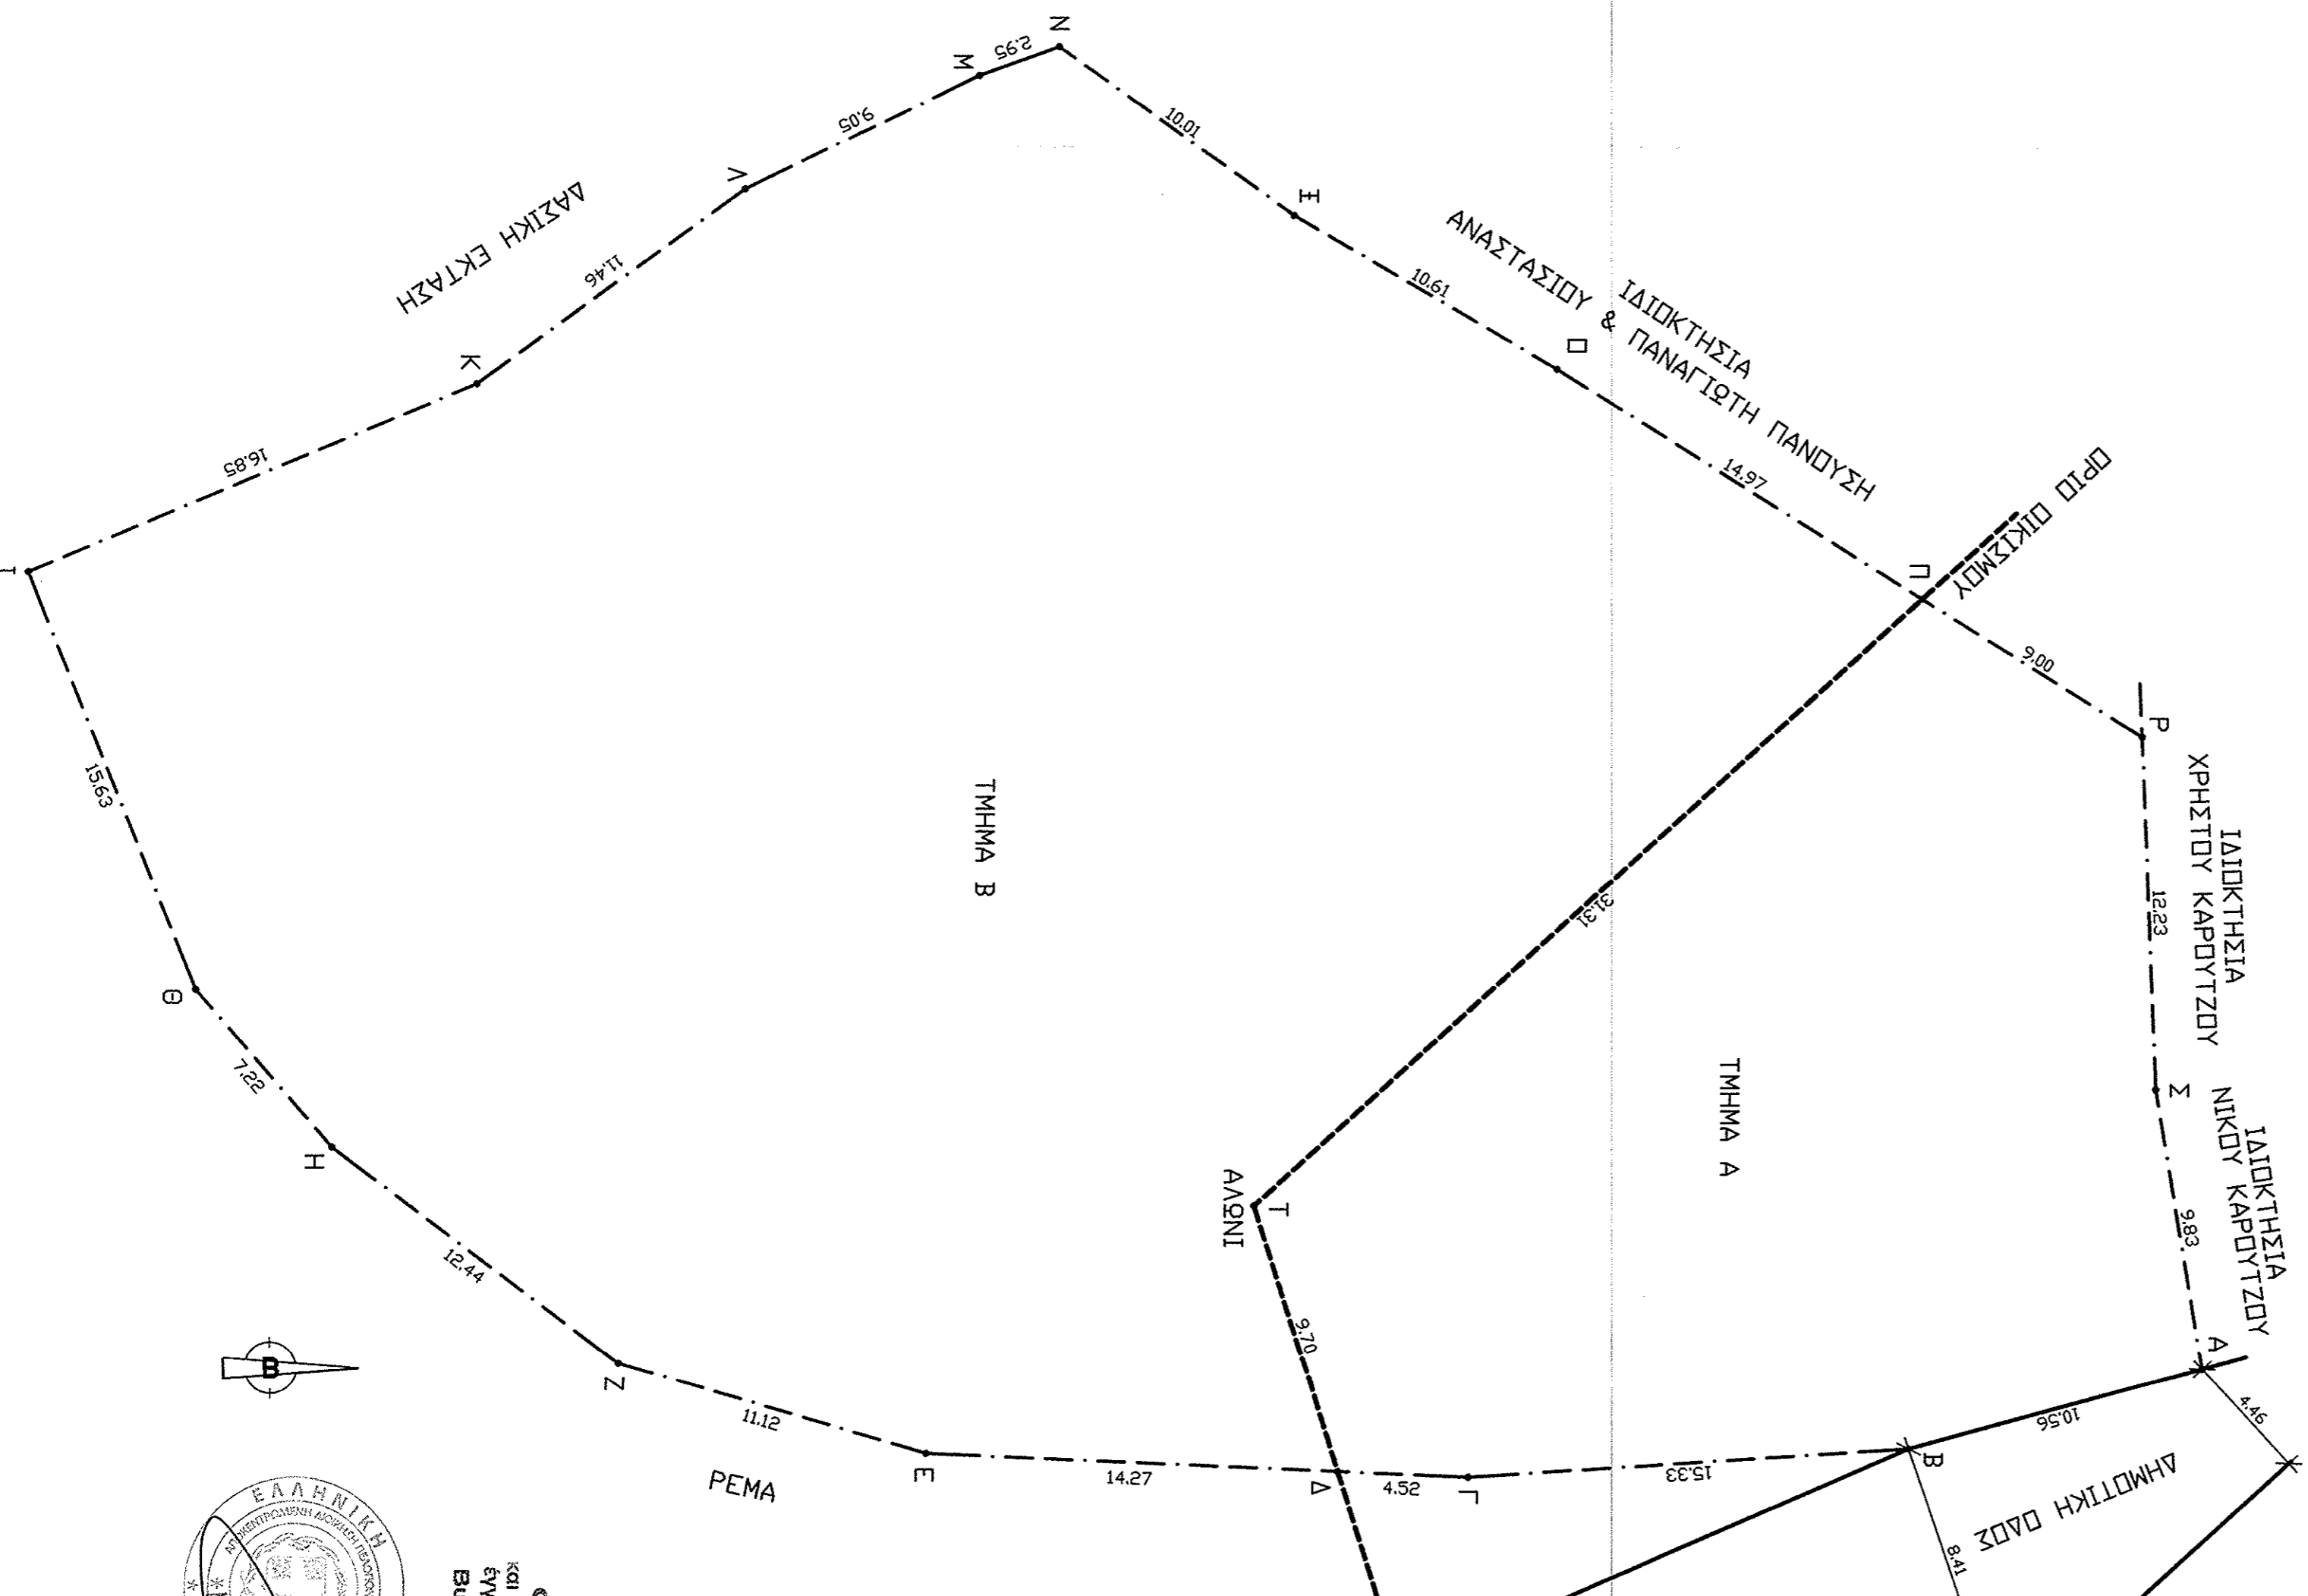 ΙΔΙΟΚΤΗΣΙΑ
ΝΙΚΟΥ ΚΑΡΟΥΤΖΟΥ
ΙΔΙΟΚΤΗΣΙΑ
ΧΡΗΣΤΟΥ ΚΑΡΟΥΤΖΟΥ
ΙΔΙΟΚΤΗΣΙΑ
ΑΝΑΣΤΑΣΙΟΥ & ΠΑΝΑΓΙΩΤΗ ΠΑΝΟΥΣΗ
ΟΡΙΟ ΟΙΚΙΣΜΟΥ
ΔΗΜΟΤΙΚΗ ΟΔΟΣ
ΔΑΣΙΚΗ ΕΚΤΑΣΗ
ΤΜΗΜΑ Α
ΤΜΗΜΑ Β
ΑΛΩΝΙ
ΡΕΜΑ
Α
10.56
Β
15.33
Γ
4.52
Δ
14.27
Ε
11.12
Ζ
12.44
Η
7.22
Θ
15.63
Ι
16.85
Κ
11.46
Λ
9.05
Μ
2.95
Ν
10.01
Ξ
10.61
Ο
14.97
Π
9.00
Ρ
12.23
Σ
9.83
31.31
Τ
9.70
4.46
8.41
Β
ΕΛΛΗΝΙΚΗ
και